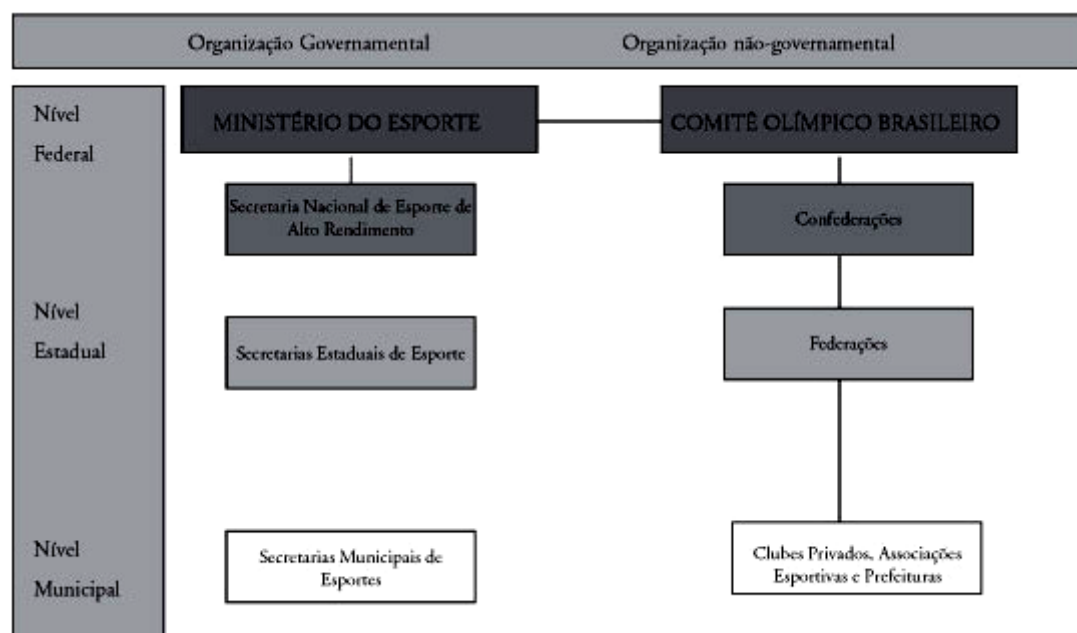 Organização Governamental
Organização não-governamental
Nível
Federal
MINISTÉRIO DO ESPORTE
COMITÊ OLÍMPICO BRASILEIRO
Secretaria Nacional de Esporte de
Alto Rendimento
Confederações
Nível
Estadual
Secretarias Estaduais de Esporte
Federações
Nível
Municipal
Secretarias Municipais de
Esportes
Clubes Privados, Associações
Esportivas e Prefeituras